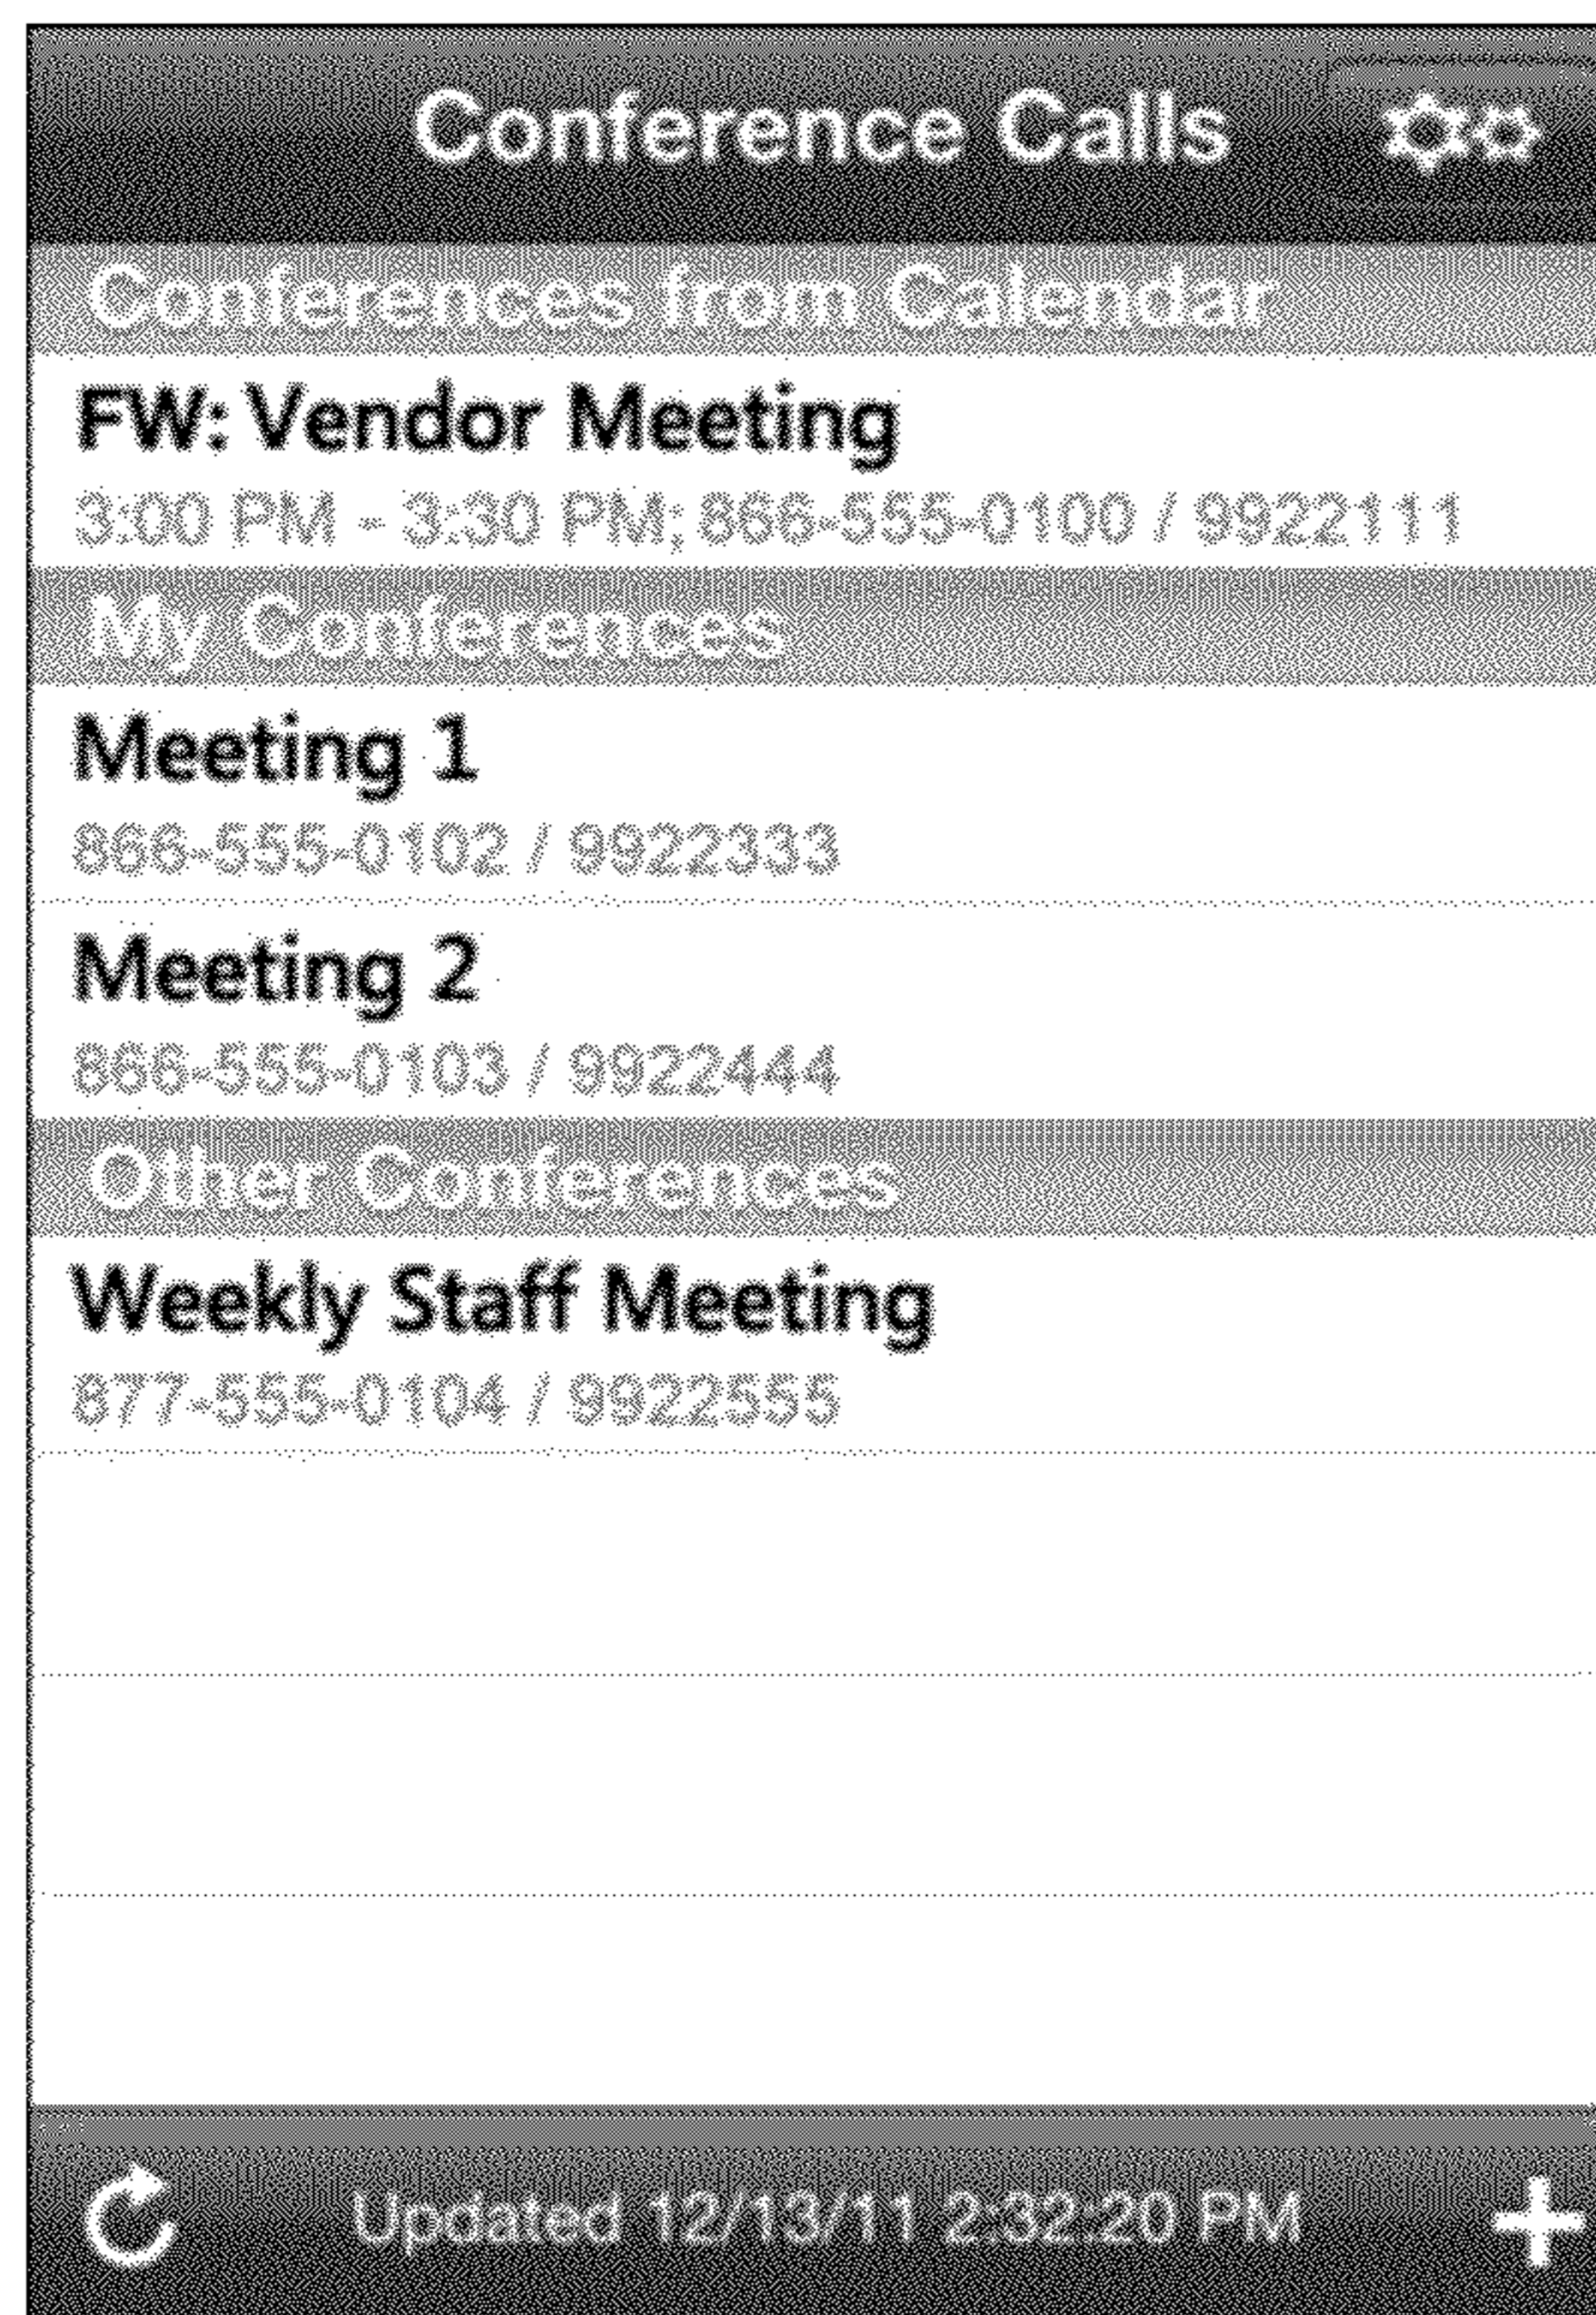 Conference Calls
Conferences from Calendar
FW: Vendor Meeting
3:00 PM - 3:30 PM; 866-555-0100 / 9922111
My Conferences
Meeting 1
866-555-0102 / 9922333
Meeting 2
866-555-0103 / 9922444
Other Conferences
Weekly Staff Meeting
877-555-0104 / 9922555
Updated 12/13/11 2:32:20 PM